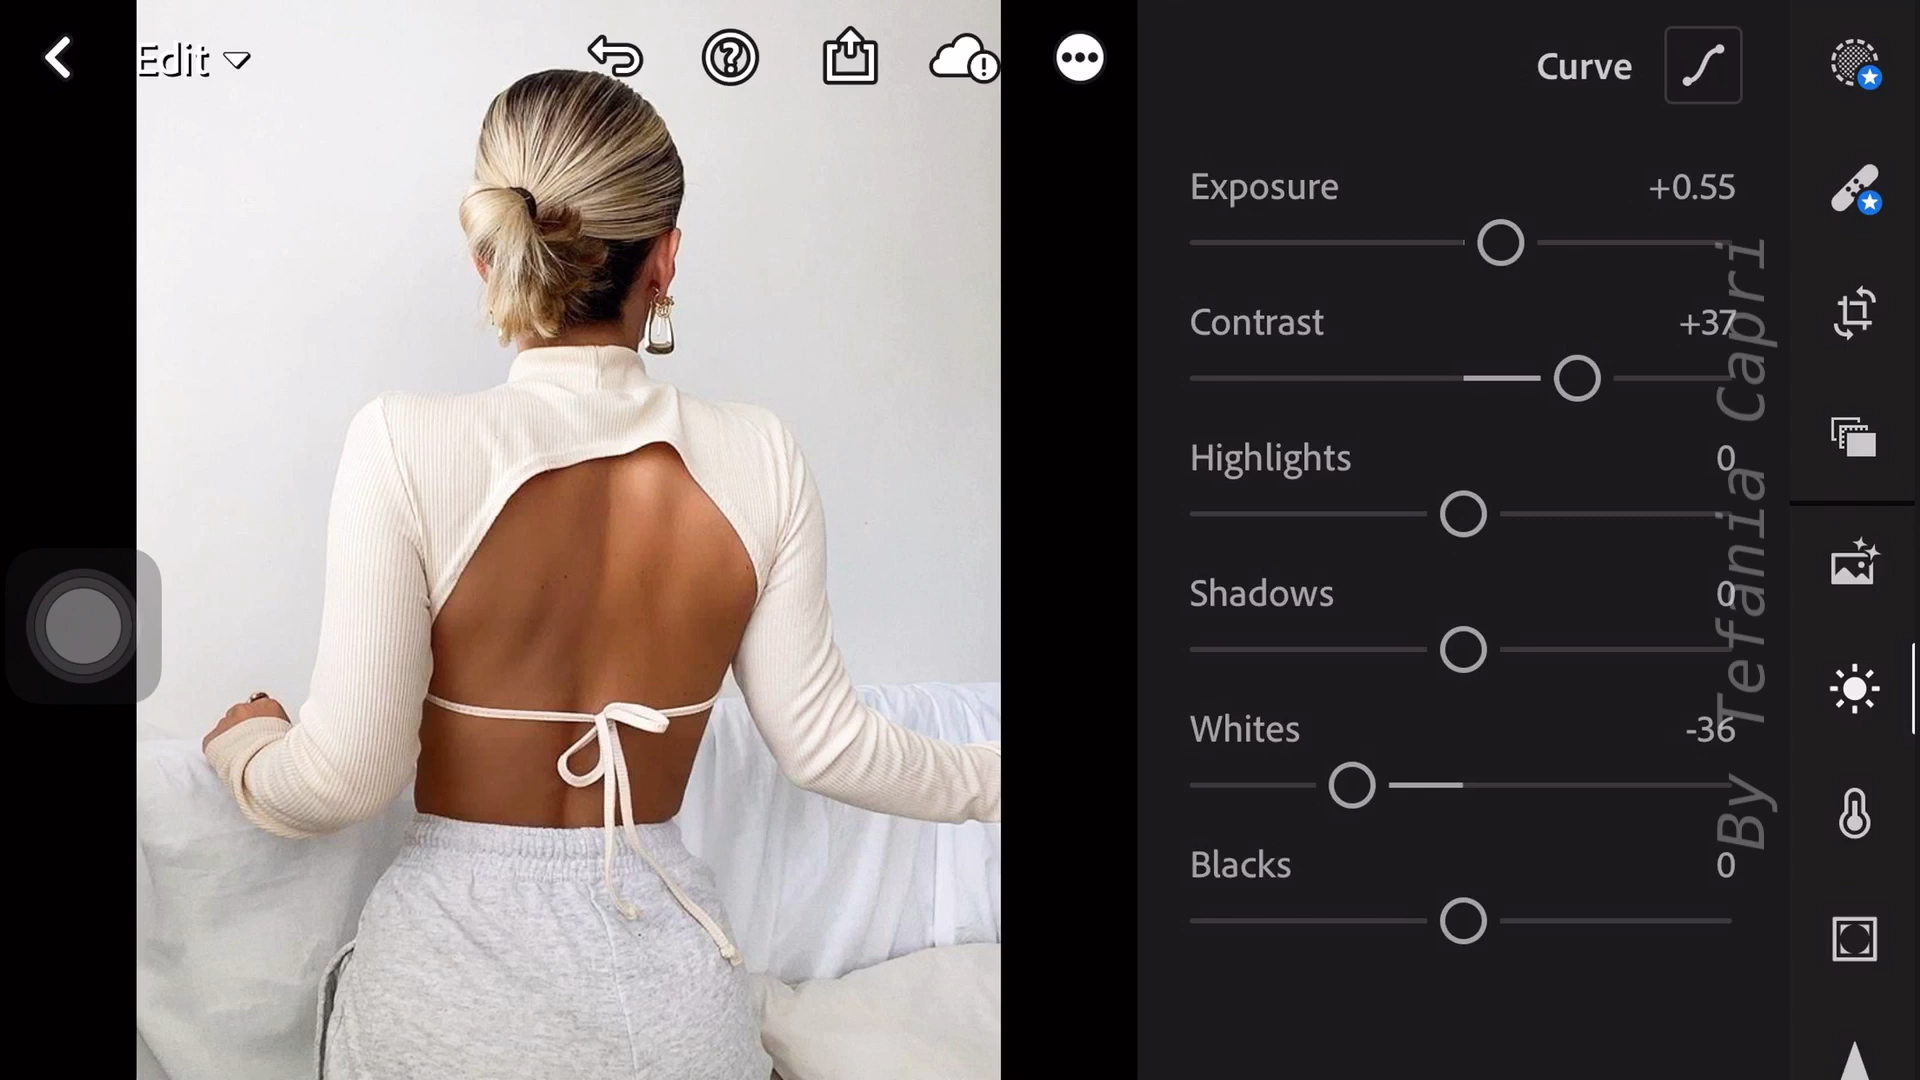 Edit
Curve
Exposure +0.55
Contrast +37
Highlights 0
Shadows 0
Whites -36
Blacks 0
By Tefania Capri